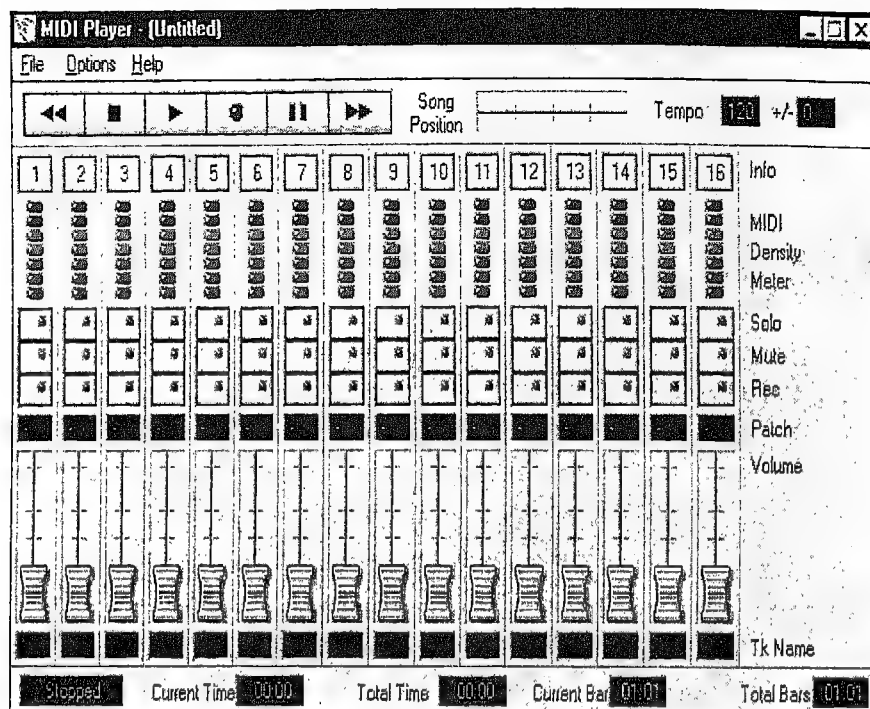 MIDI Player - (Untitled)
File Options Help
Song Position
Tempo 120 +/- 0
1 2 3 4 5 6 7 8 9 10 11 12 13 14 15 16 Info
MIDI
Density
Meter
Solo
Mute
Rec
Patch
Volume
Tk Name
Stopped Current Time 00:00 Total Time 00:00 Current Bar 01:01 Total Bars 01:01